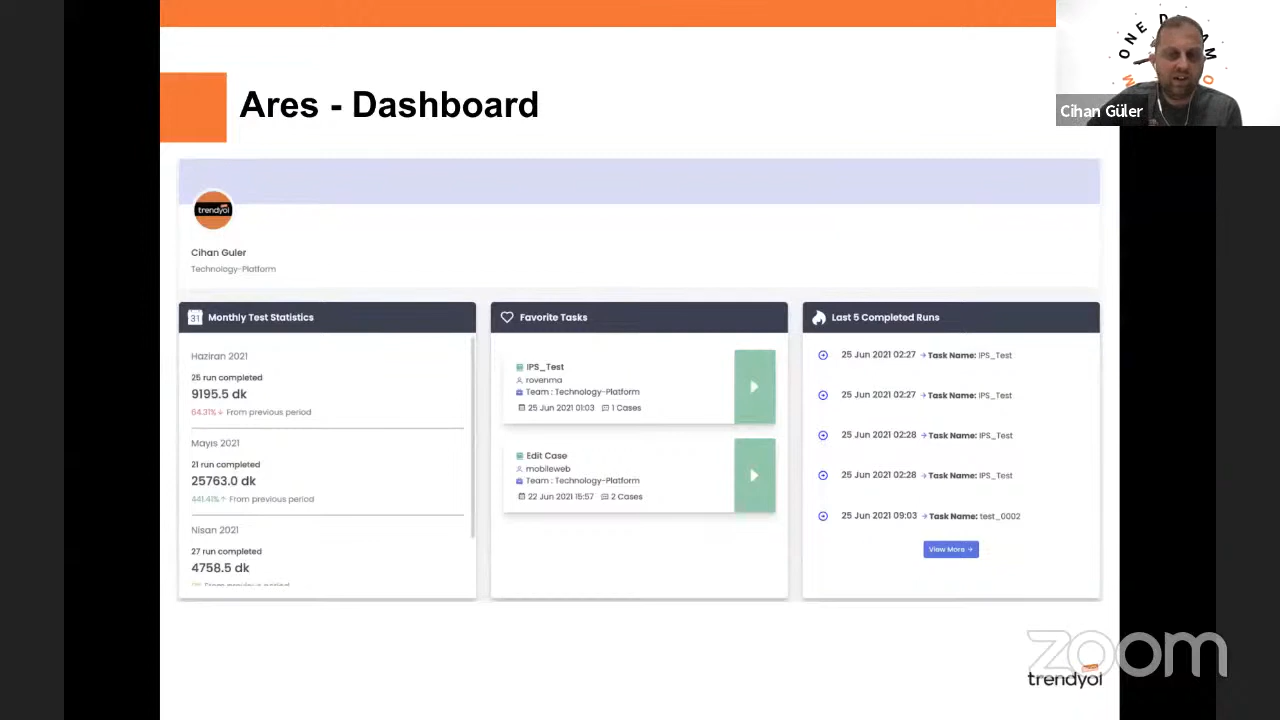 Ares - Dashboard
Cihan Güler
trendyol
Cihan Guler
Technology-Platform
31 Monthly Test Statistics
Haziran 2021
25 run completed
9195.5 dk
64.31% ↓ From previous period
Mayıs 2021
21 run completed
25763.0 dk
441.41% ↑ From previous period
Nisan 2021
27 run completed
4758.5 dk
From previous period
Favorite Tasks
IPS_Test
rovenma
Team : Technology-Platform
25 Jun 2021 01:03 1 Cases
Edit Case
mobileweb
Team : Technology-Platform
22 Jun 2021 15:57 2 Cases
Last 5 Completed Runs
25 Jun 2021 02:27 → Task Name: IPS_Test
25 Jun 2021 02:27 → Task Name: IPS_Test
25 Jun 2021 02:28 → Task Name: IPS_Test
25 Jun 2021 02:28 → Task Name: IPS_Test
25 Jun 2021 09:03 → Task Name: test_0002
View More →
zoom
trendyol